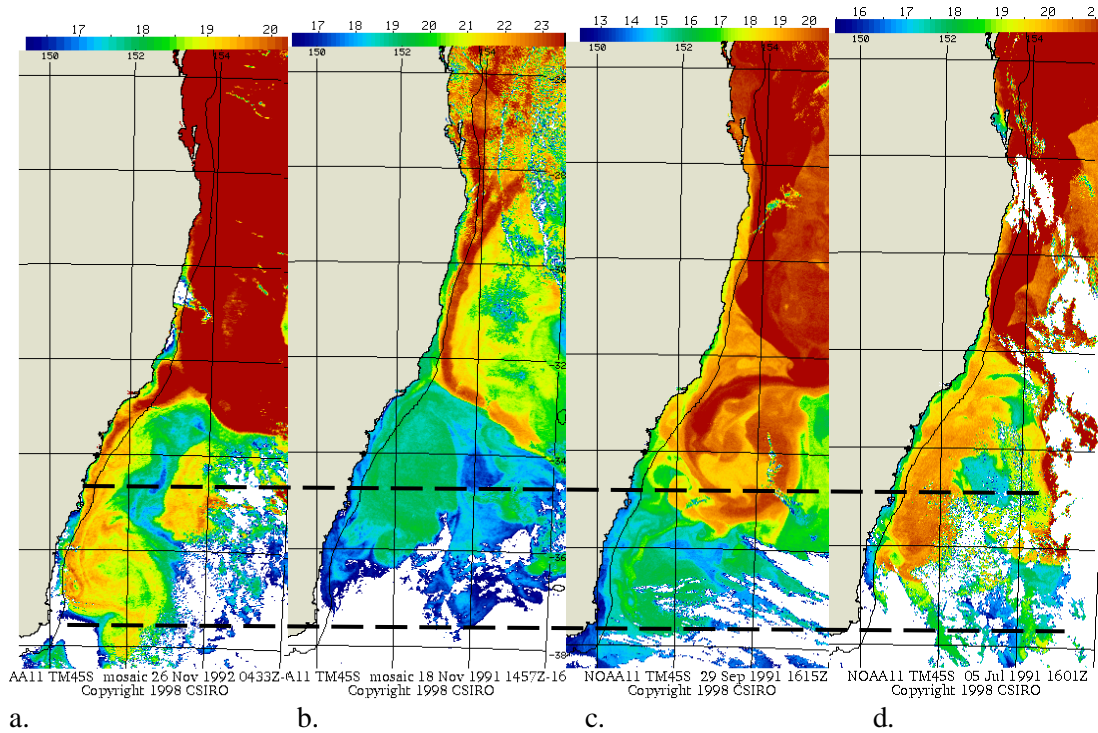 17 18 19 20
17 18 19 20 21 22 23
13 14 15 16 17 18 19 20
16 17 18 19 20 2
150 152 154
150 152 154
150 152 154
150 152 154
-26
-28
-30
-32
-34
-36
-38
AA11 TM45S mosaic 26 Nov 1992 0433Z
Copyright 1998 CSIRO
A11 TM45S mosaic 18 Nov 1991 1457Z-16
Copyright 1998 CSIRO
NOAA11 TM45S 29 Sep 1991 1615Z
Copyright 1998 CSIRO
NOAA11 TM45S 05 Jul 1991 1601Z
Copyright 1998 CSIRO
a.
b.
c.
d.